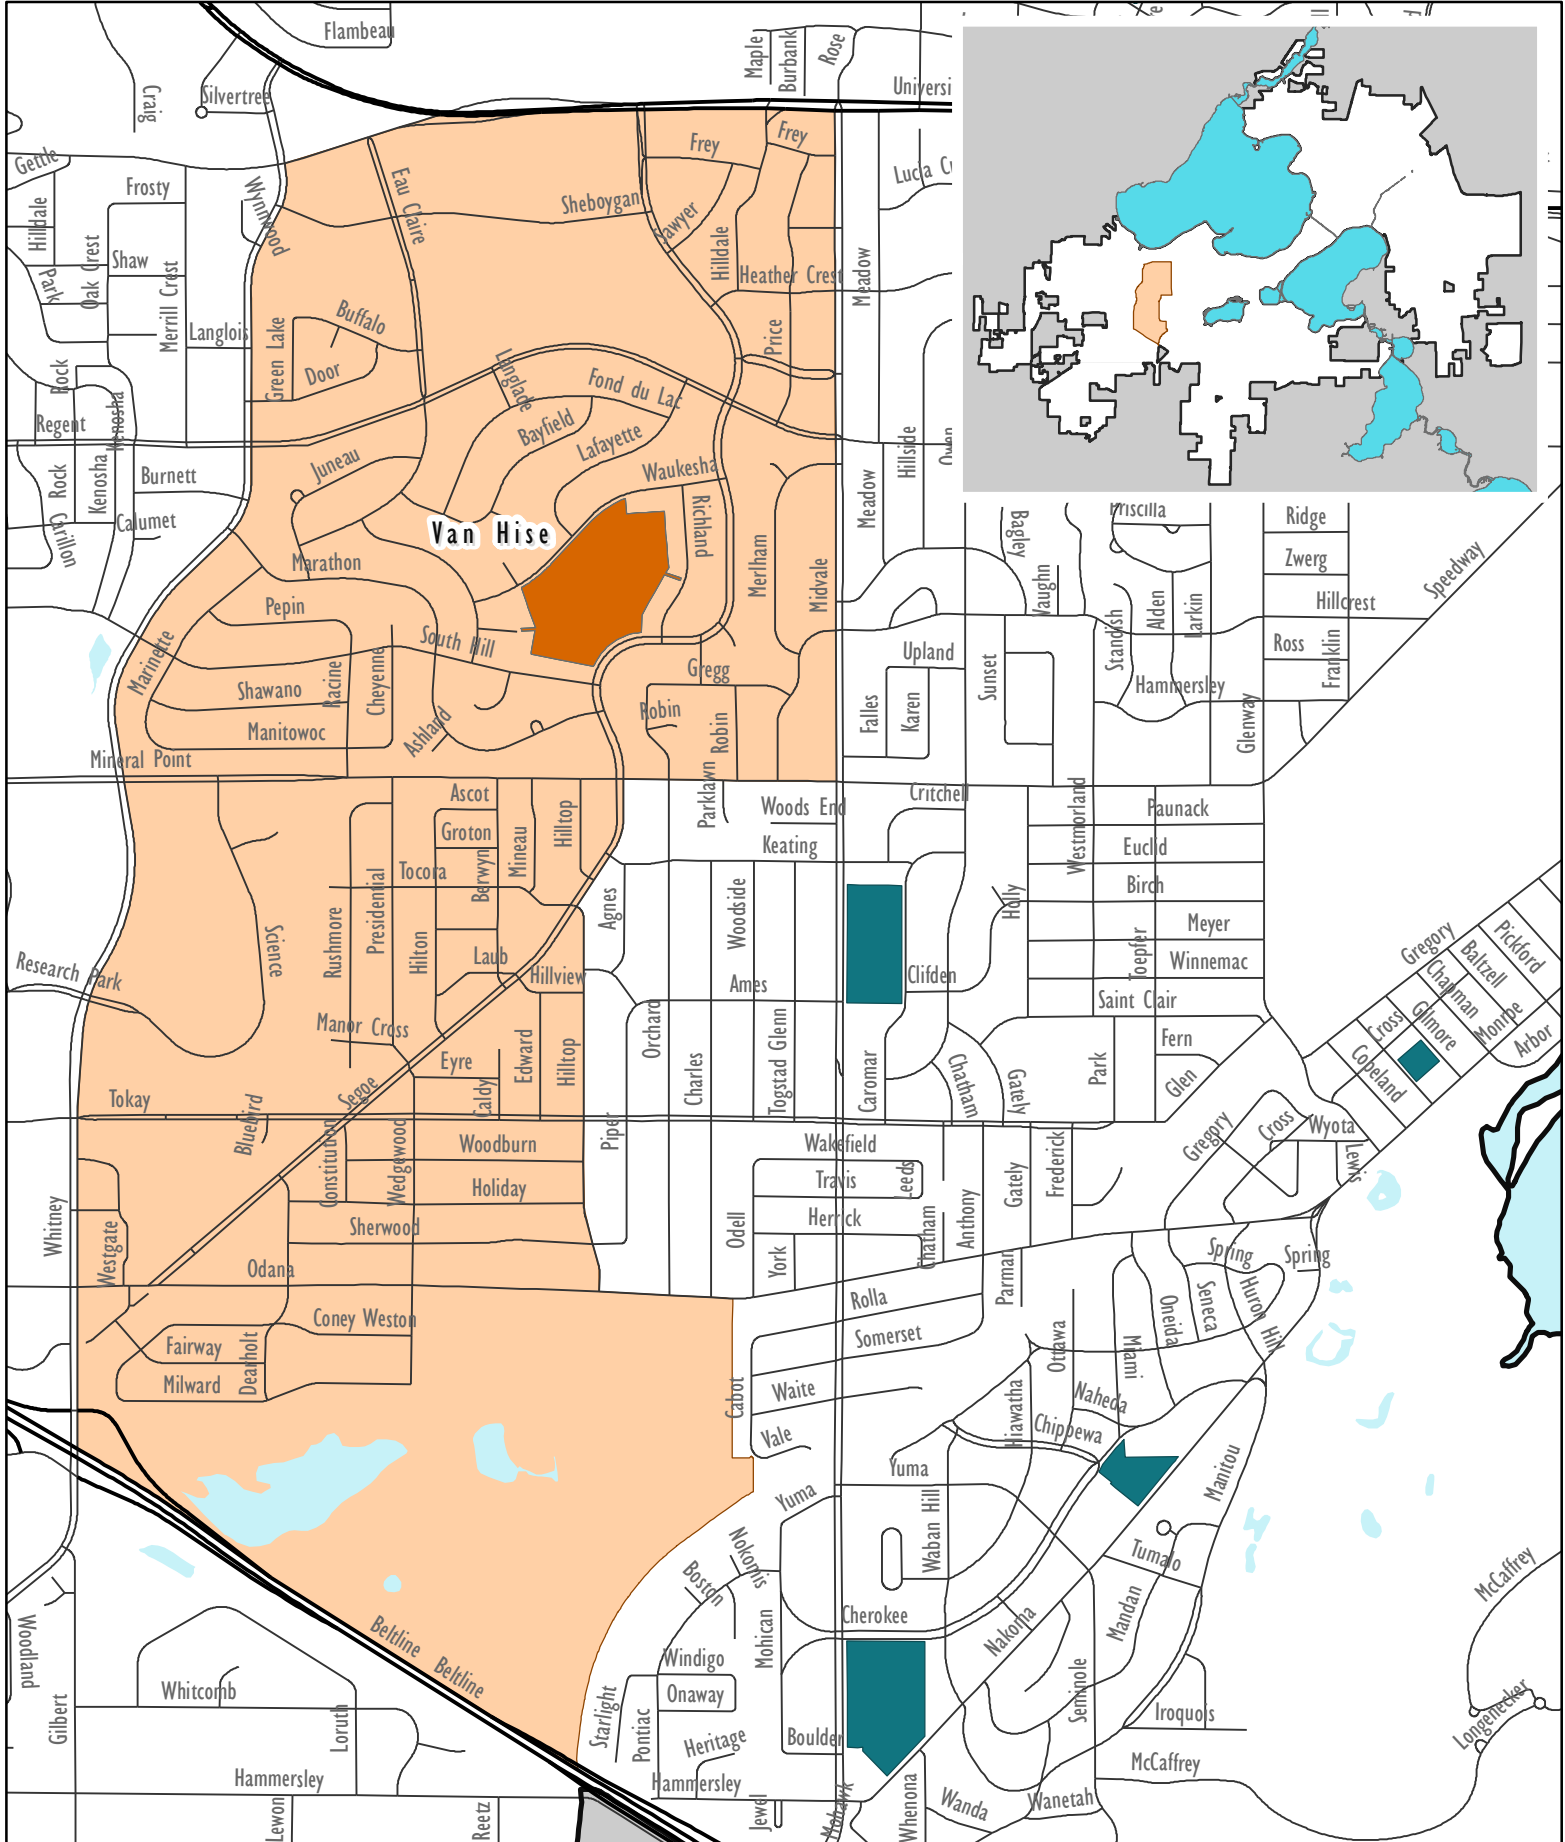 Flambeau
Maple
Burbank
Rose
Universi
Craig
Silvertree
Gettle
Frosty
Wynnwood
Eau Claire
Frey
Frey
Lucia C
Sheboygan
Sawyer
Hilldale
Hilldale
Heather Crest
Meadow
Park
Oak Crest
Shaw
Merrill Crest
Langlois
Green Lake
Buffalo
Door
Langlade
Fond du Lac
Price
Rock
Regent
Kenosha
Bayfield
Lafayette
Waukesha
Hillside
Owen
Rock
Kenosha
Burnett
Juneau
Meadow
Carillon
Calumet
Van Hise
Richland
Merlham
Midvale
Marathon
Pepin
South Hill
Bagley
Priscilla
Ridge
Zwerg
Speedway
Vaughn
Alden
Larkin
Hillcrest
Marinette
Racine
Cheyenne
Shawano
Manitowoc
Ashland
Gregg
Robin
Robin
Upland
Falles
Karen
Sunset
Standish
Hammersley
Ross
Franklin
Glenway
Mineral Point
Ascot
Groton
Mineau
Hilltop
Parklawn
Woods End
Critchell
Keating
Westmorland
Paunack
Euclid
Birch
Tocora
Berwyn
Presidential
Rushmore
Hilton
Science
Agnes
Woodside
Holly
Meyer
Toepfer
Winnemac
Laub
Hillview
Ames
Clifden
Saint Clair
Research Park
Gregory
Baltzell
Pickford
Chapman
Gilmore
Monroe
Arbor
Cross
Copeland
Manor Cross
Eyre
Caldy
Edward
Hilltop
Orchard
Charles
Togstad Glenn
Caromar
Chatham
Gately
Park
Fern
Glen
Tokay
Segoe
Bluebird
Constitution
Wedgewood
Woodburn
Holiday
Sherwood
Piper
Wakefield
Travis
Leeds
Herrick
Odell
York
Chatham
Anthony
Gately
Frederick
Gregory
Cross
Wyota
Lewis
Whitney
Westgate
Odana
Coney Weston
Fairway
Dearholt
Milward
Rolla
Somerset
Parman
Spring
Spring
Seneca
Oneida
Huron Hill
Ottawa
Miami
Cabot
Waite
Vale
Hiawatha
Naheda
Chippewa
Yuma
Yuma
Waban Hill
Manitou
Tumalo
McCaffrey
Nokomis
Boston
Mohican
Cherokee
Nakoma
Mandan
Seminole
Beltline
Beltline
Woodland
Gilbert
Whitcomb
Loruth
Windigo
Onaway
Starlight
Pontiac
Heritage
Boulder
Iroquois
Longenecker
McCaffrey
Hammersley
Hammersley
Lewon
Reetz
Jewel
Mohawk
Whenona
Wanda
Wanetah